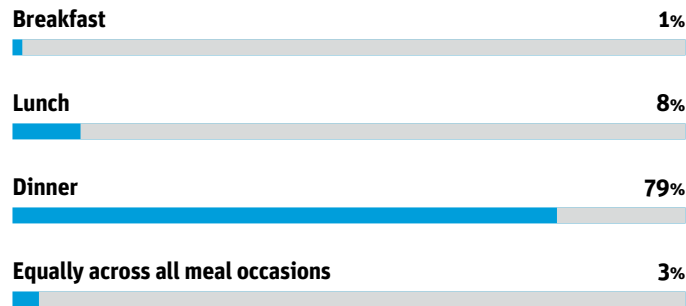 Breakfast 1%
Lunch 8%
Dinner 79%
Equally across all meal occasions 3%